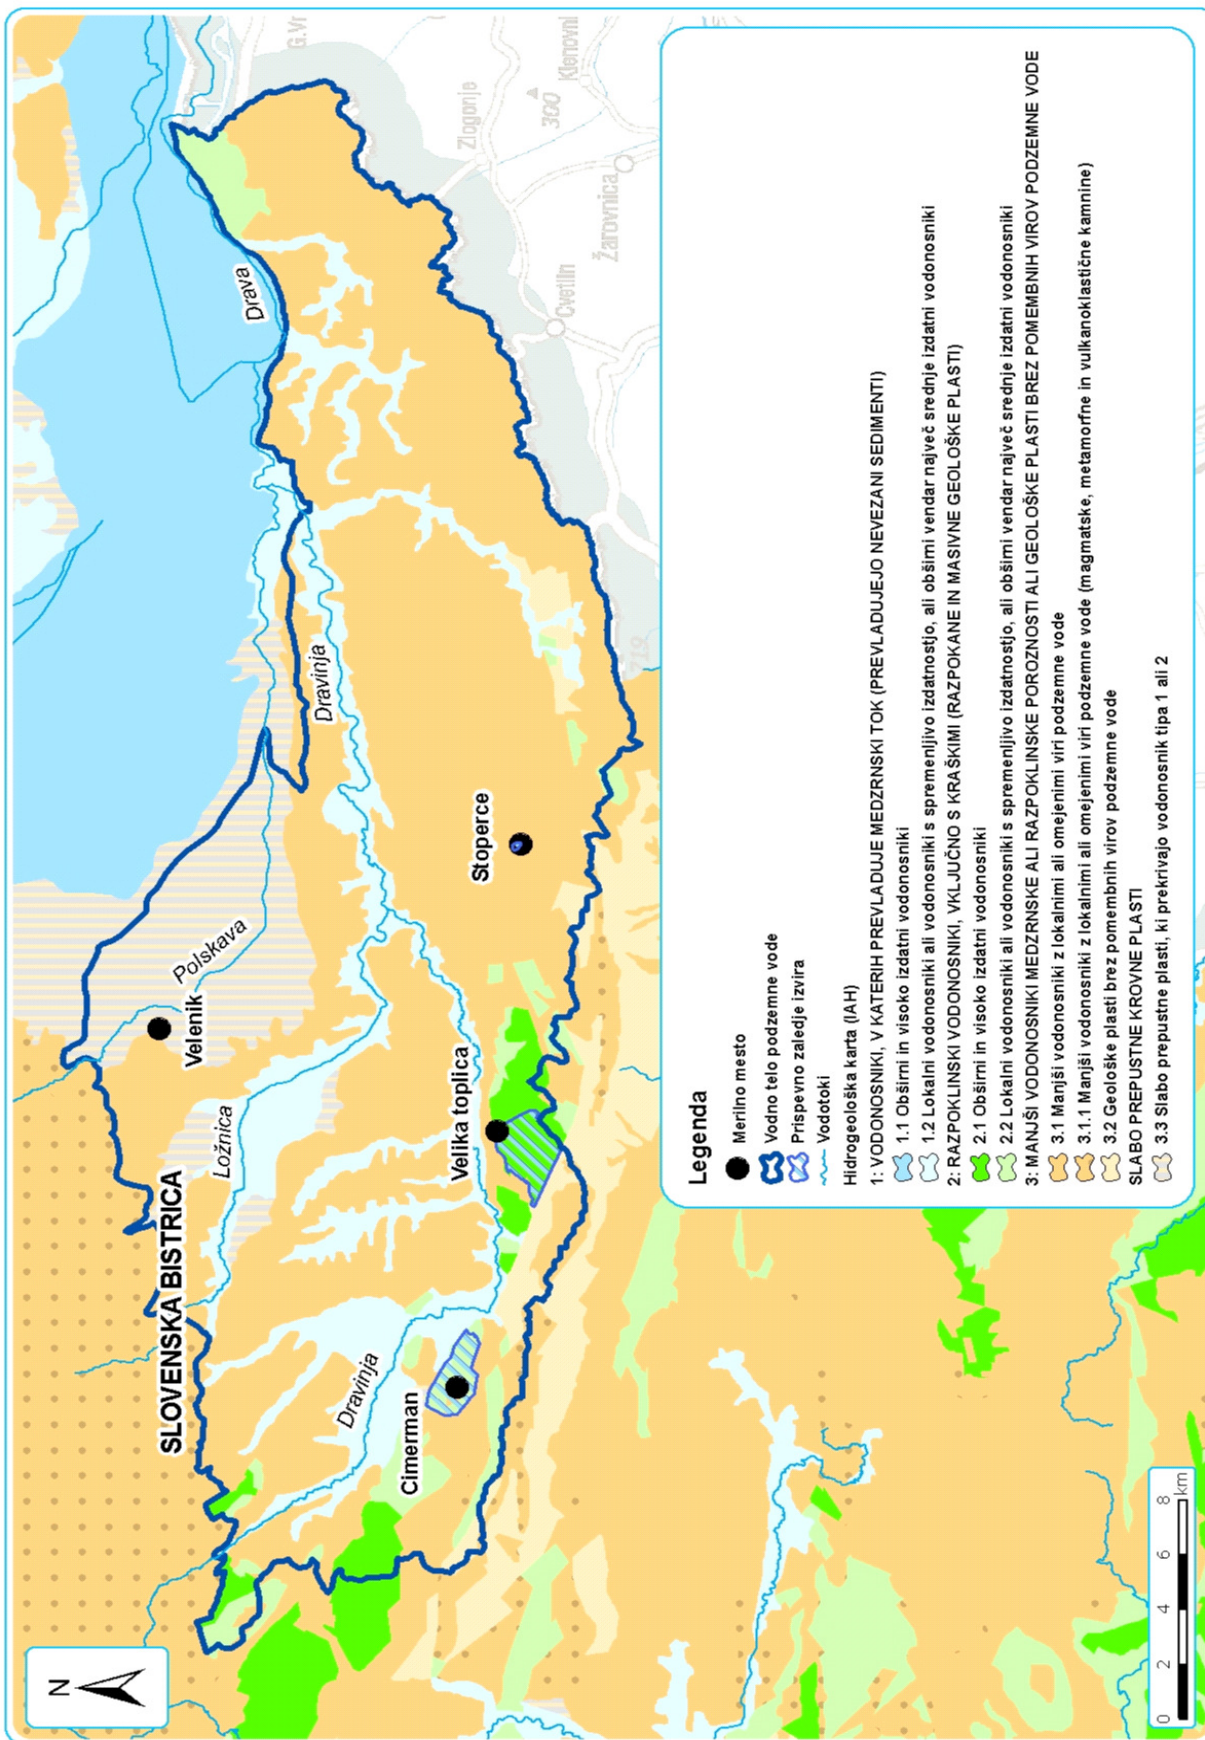 N
G.Vr
Zlogonje
300
Klenovni
Drava
Cvetlin
Žarovnica
Polskava
Velenik
Dravinja
719
Stoperce
Ložnica
SLOVENSKA BISTRICA
Velika toplica
Dravinja
Cimerman
0 2 4 6 8
km
Legenda
Merilno mesto
Vodno telo podzemne vode
Prispevno zaledje izvira
Vodotoki
Hidrogeološka karta (IAH)
1: VODONOSNIKI, V KATERIH PREVLADUJE MEDZRNSKI TOK (PREVLADUJEJO NEVEZANI SEDIMENTI)
1.1 Obširni in visoko izdatni vodonosniki
1.2 Lokalni vodonosniki ali vodonosniki s spremenljivo izdatnostjo, ali obširni vendar največ srednje izdatni vodonosniki
2: RAZPOKLINSKI VODONOSNIKI, VKLJUČNO S KRAŠKIMI (RAZPOKANE IN MASIVNE GEOLOŠKE PLASTI)
2.1 Obširni in visoko izdatni vodonosniki
2.2 Lokalni vodonosniki ali vodonosniki s spremenljivo izdatnostjo, ali obširni vendar največ srednje izdatni vodonosniki
3: MANJŠI VODONOSNIKI MEDZRNSKE ALI RAZPOKLINSKE POROZNOSTI ALI GEOLOŠKE PLASTI BREZ POMEMBNIH VIROV PODZEMNE VODE
3.1 Manjši vodonosniki z lokalnimi ali omejenimi viri podzemne vode
3.1.1 Manjši vodonosniki z lokalnimi ali omejenimi viri podzemne vode (magmatske, metamorfne in vulkanoklastične kamnine)
3.2 Geološke plasti brez pomembnih virov podzemne vode
SLABO PREPUSTNE KROVNE PLASTI
3.3 Slabo prepustne plasti, ki prekrivajo vodonosnik tipa 1 ali 2